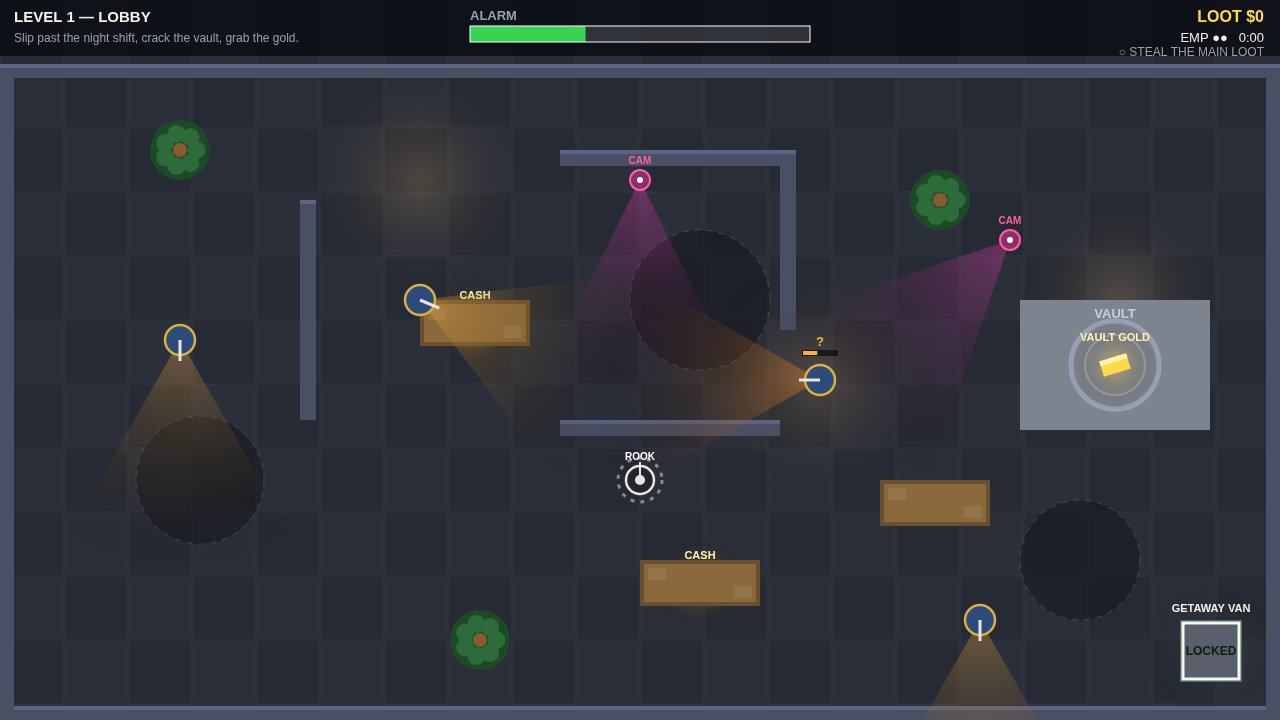 LEVEL 1 — LOBBY
Slip past the night shift, crack the vault, grab the gold.
ALARM
LOOT $0
EMP ●● 0:00
○ STEAL THE MAIN LOOT
CAM
CAM
CASH
?
VAULT
VAULT GOLD
ROOK
CASH
GETAWAY VAN
LOCKED